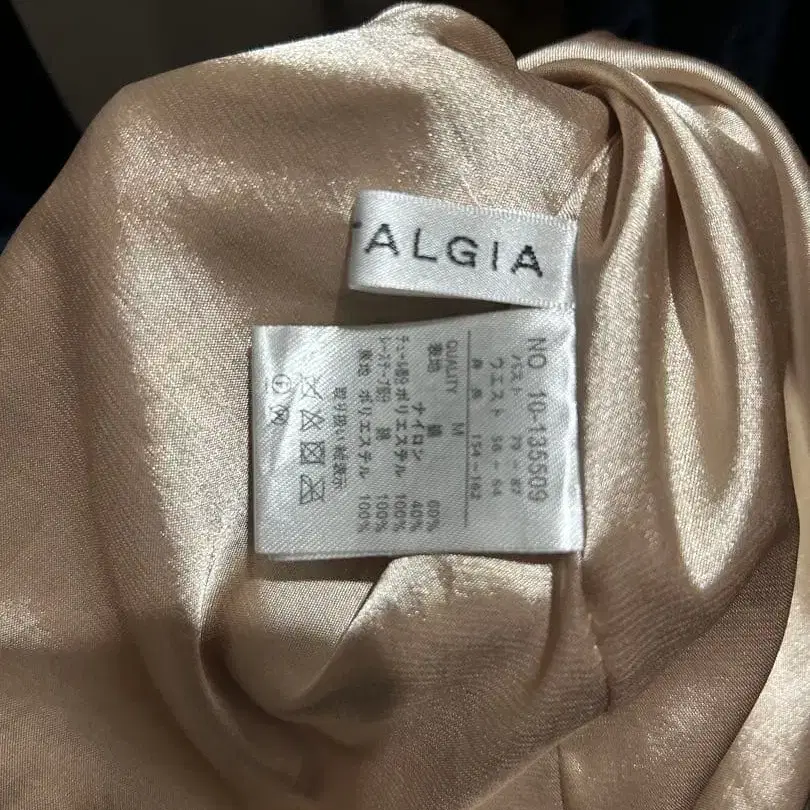 ALGIA
NO 10-135509
バスト 79～87
ウエスト 58～64
身長 154～162
M
QUALITY
表地 綿 60%
ナイロン 40%
チュール部分 ポリエステル 100%
レーステープ部分 綿 100%
裏地 ポリエステル 100%
取り扱い絵表示